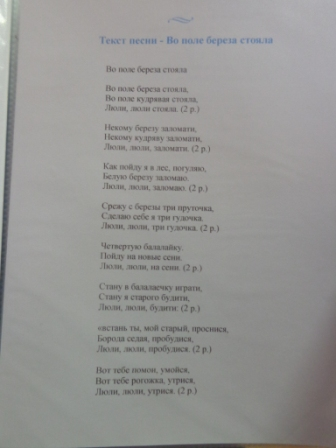 Текст песни - Во поле береза стояла
Во поле береза стояла
Во поле береза стояла,
Во поле кудрявая стояла,
Люли, люли стояла. (2 р.)
Некому березу заломати,
Некому кудряву заломати,
Люли, люли, заломати. (2 р.)
Как пойду я в лес, погуляю,
Белую березу заломаю.
Люли, люли, заломаю. (2 р.)
Срежу с березы три пруточка,
Сделаю себе я три гудочка.
Люли, люли, три гудочка. (2 р.)
Четвертую балалайку.
Пойду на новые сени.
Люли, люли, на сени. (2 р.)
Стану в балалаечку играти,
Стану я старого будити,
Люли, люли, будити: (2 р.)
«встань ты, мой старый, проснися,
Борода седая, пробудися.
Люли, люли, пробудися. (2 р.)
Вот тебе помои, умойся,
Вот тебе рогожка, утрися.
Люли, люли, утрися. (2 р.)